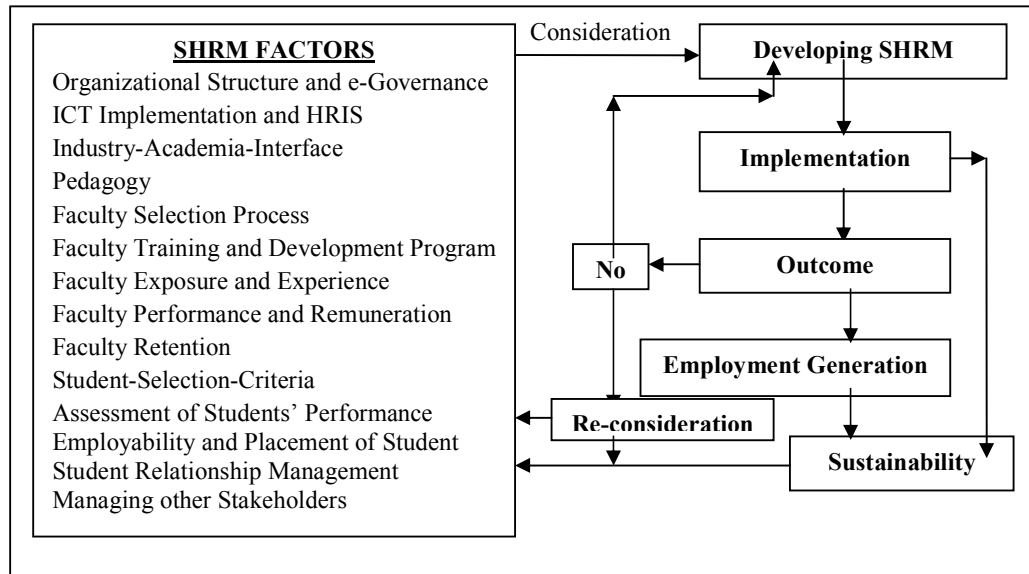 SHRM FACTORS
Organizational Structure and e-Governance
ICT Implementation and HRIS
Industry-Academia-Interface
Pedagogy
Faculty Selection Process
Faculty Training and Development Program
Faculty Exposure and Experience
Faculty Performance and Remuneration
Faculty Retention
Student-Selection-Criteria
Assessment of Students’ Performance
Employability and Placement of Student
Student Relationship Management
Managing other Stakeholders
Consideration
Developing SHRM
Implementation
No
Outcome
Employment Generation
Re-consideration
Sustainability